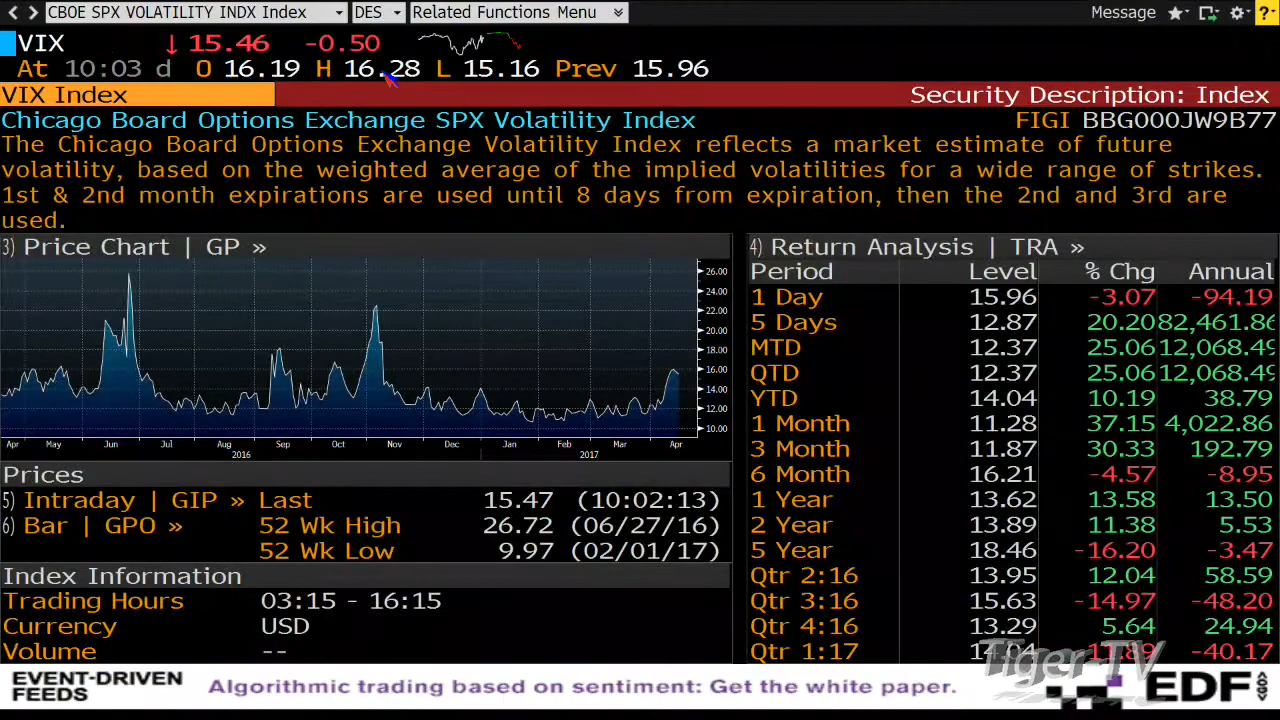 CBOE SPX VOLATILITY INDX Index DES Related Functions Menu Message ?
VIX ↓ 15.46 -0.50
At 10:03 d O 16.19 H 16.28 L 15.16 Prev 15.96
VIX Index Security Description: Index
Chicago Board Options Exchange SPX Volatility Index FIGI BBG000JW9B77
The Chicago Board Options Exchange Volatility Index reflects a market estimate of future
volatility, based on the weighted average of the implied volatilities for a wide range of strikes.
1st & 2nd month expirations are used until 8 days from expiration, then the 2nd and 3rd are
used.
3) Price Chart | GP »
26.00
24.00
22.00
20.00
18.00
16.00
14.00
12.00
10.00
Apr May Jun Jul Aug Sep Oct Nov Dec Jan Feb Mar Apr
2016 2017
Prices
5) Intraday | GIP » Last 15.47 (10:02:13)
6) Bar | GPO » 52 Wk High 26.72 (06/27/16)
52 Wk Low 9.97 (02/01/17)
Index Information
Trading Hours 03:15 - 16:15
Currency USD
Volume --
4) Return Analysis | TRA »
Period Level % Chg Annual
1 Day 15.96 -3.07 -94.19
5 Days 12.87 20.20 82,461.86
MTD 12.37 25.06 12,068.49
QTD 12.37 25.06 12,068.49
YTD 14.04 10.19 38.79
1 Month 11.28 37.15 4,022.86
3 Month 11.87 30.33 192.79
6 Month 16.21 -4.57 -8.95
1 Year 13.62 13.58 13.50
2 Year 13.89 11.38 5.53
5 Year 18.46 -16.20 -3.47
Qtr 2:16 13.95 12.04 58.59
Qtr 3:16 15.63 -14.97 -48.20
Qtr 4:16 13.29 5.64 24.94
Qtr 1:17 14.04 -11.89 -40.17
Tiger-TV
EVENT-DRIVEN
FEEDS
Algorithmic trading based on sentiment: Get the white paper.
EDF